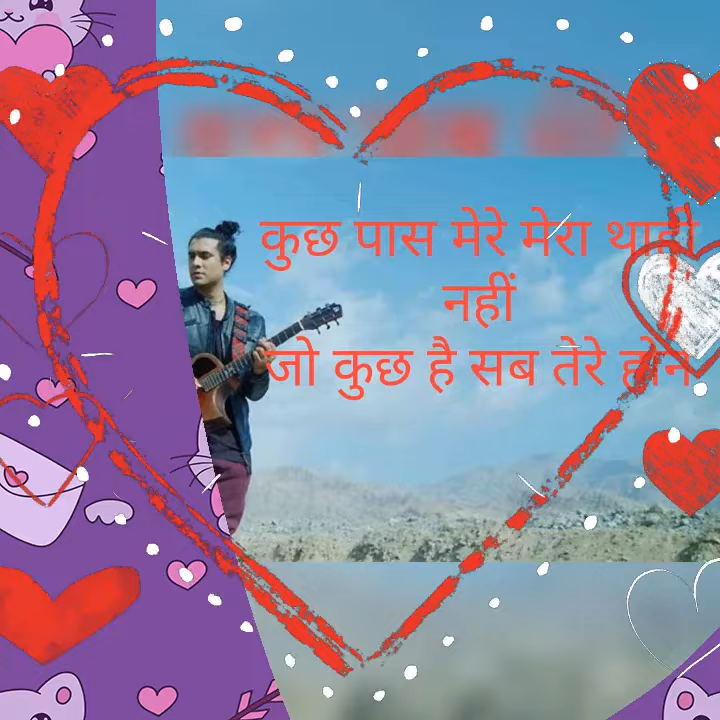 कुछ पास मेरे मेरा था ही
नहीं
जो कुछ है सब तेरे होने